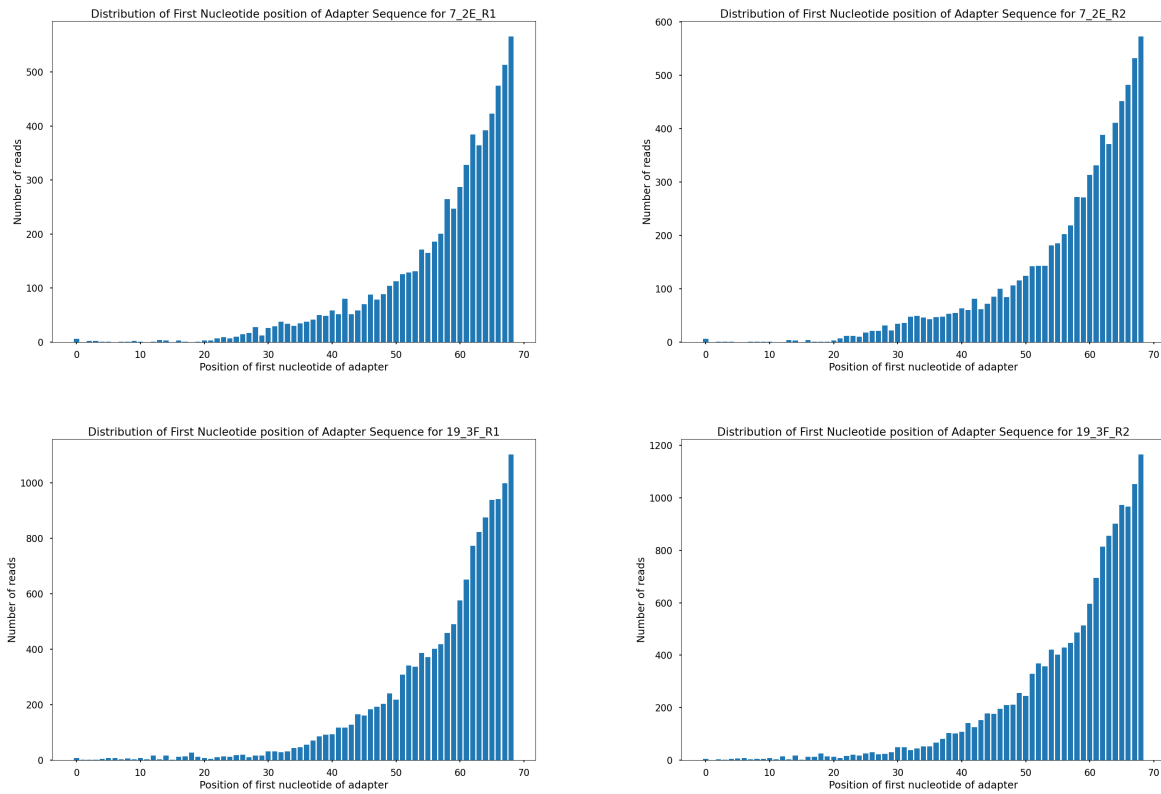 Distribution of First Nucleotide position of Adapter Sequence for 7_2E_R1
Number of reads
500
400
300
200
100
0
0 10 20 30 40 50 60 70
Position of first nucleotide of adapter
Distribution of First Nucleotide position of Adapter Sequence for 7_2E_R2
Number of reads
600
500
400
300
200
100
0
0 10 20 30 40 50 60 70
Position of first nucleotide of adapter
Distribution of First Nucleotide position of Adapter Sequence for 19_3F_R1
Number of reads
1000
800
600
400
200
0
0 10 20 30 40 50 60 70
Position of first nucleotide of adapter
Distribution of First Nucleotide position of Adapter Sequence for 19_3F_R2
Number of reads
1200
1000
800
600
400
200
0
0 10 20 30 40 50 60 70
Position of first nucleotide of adapter